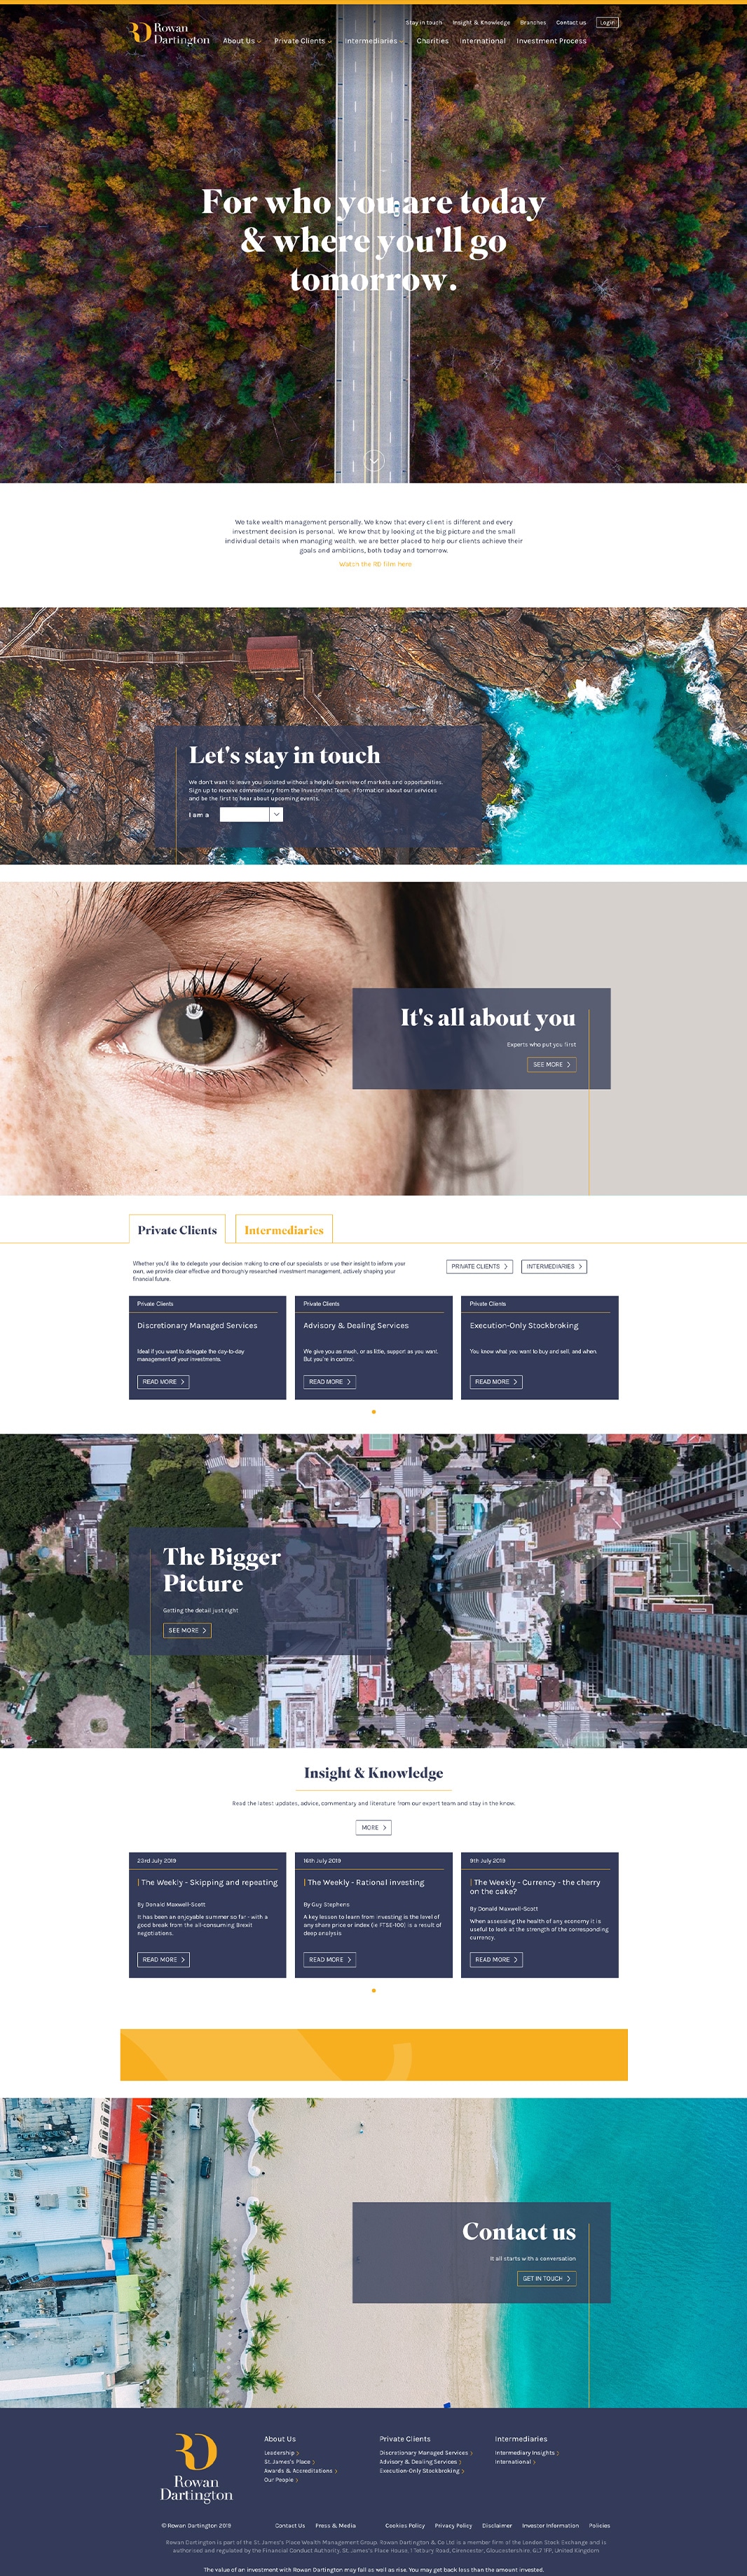 Rowan
Dartington
Stay in touch Insight & Knowledge Branches Contact us Login
About Us Private Clients Intermediaries Charities International Investment Process
For who you are today
& where you'll go
tomorrow.
We take wealth management personally. We know that every client is different and every
investment decision is personal. We know that by looking at the big picture and the small
individual details when managing wealth, we are better placed to help our clients achieve their
goals and ambitions, both today and tomorrow.
Watch the RD film here
Let's stay in touch
We don't want to leave you isolated without a helpful overview of markets and opportunities.
Sign up to receive commentary from the Investment Team, information about our services
and be the first to hear about upcoming events.
I am a
It's all about you
Experts who put you first
SEE MORE
Private Clients Intermediaries
Whether you'd like to delegate your decision making to one of our specialists or use their insight to inform your
own, we provide clear effective and thoroughly researched investment management, actively shaping your
financial future.
PRIVATE CLIENTS INTERMEDIARIES
Private Clients
Discretionary Managed Services
Ideal if you want to delegate the day-to-day
management of your investments.
READ MORE
Private Clients
Advisory & Dealing Services
We give you as much, or as little, support as you want.
But you're in control.
READ MORE
Private Clients
Execution-Only Stockbroking
You know what you want to buy and sell, and when.
READ MORE
The Bigger
Picture
Getting the detail just right
SEE MORE
Insight & Knowledge
Read the latest updates, advice, commentary and literature from our expert team and stay in the know.
MORE
23rd July 2019
The Weekly - Skipping and repeating
By Donald Maxwell-Scott
It has been an enjoyable summer so far - with a
good break from the all-consuming Brexit
negotiations.
READ MORE
16th July 2019
The Weekly - Rational investing
By Guy Stephens
A key lesson to learn from investing is the level of
any share price or index (ie FTSE-100) is a result of
deep analysis
READ MORE
9th July 2019
The Weekly - Currency - the cherry
on the cake?
By Donald Maxwell-Scott
When assessing the health of any economy it is
useful to look at the strength of the corresponding
currency.
READ MORE
Contact us
It all starts with a conversation
GET IN TOUCH
Rowan
Dartington
About Us
Leadership
St. James's Place
Awards & Accreditations
Our People
Private Clients
Discretionary Managed Services
Advisory & Dealing Services
Execution-Only Stockbroking
Intermediaries
Intermediary Insights
International
© Rowan Dartington 2019 Contact Us Press & Media Cookies Policy Privacy Policy Disclaimer Investor Information Policies
Rowan Dartington is part of the St. James's Place Wealth Management Group. Rowan Dartington & Co Ltd is a member firm of the London Stock Exchange and is
authorised and regulated by the Financial Conduct Authority. St. James's Place House, 1 Tetbury Road, Cirencester, Gloucestershire, GL7 1FP, United Kingdom.
The value of an investment with Rowan Dartington may fall as well as rise. You may get back less than the amount invested.